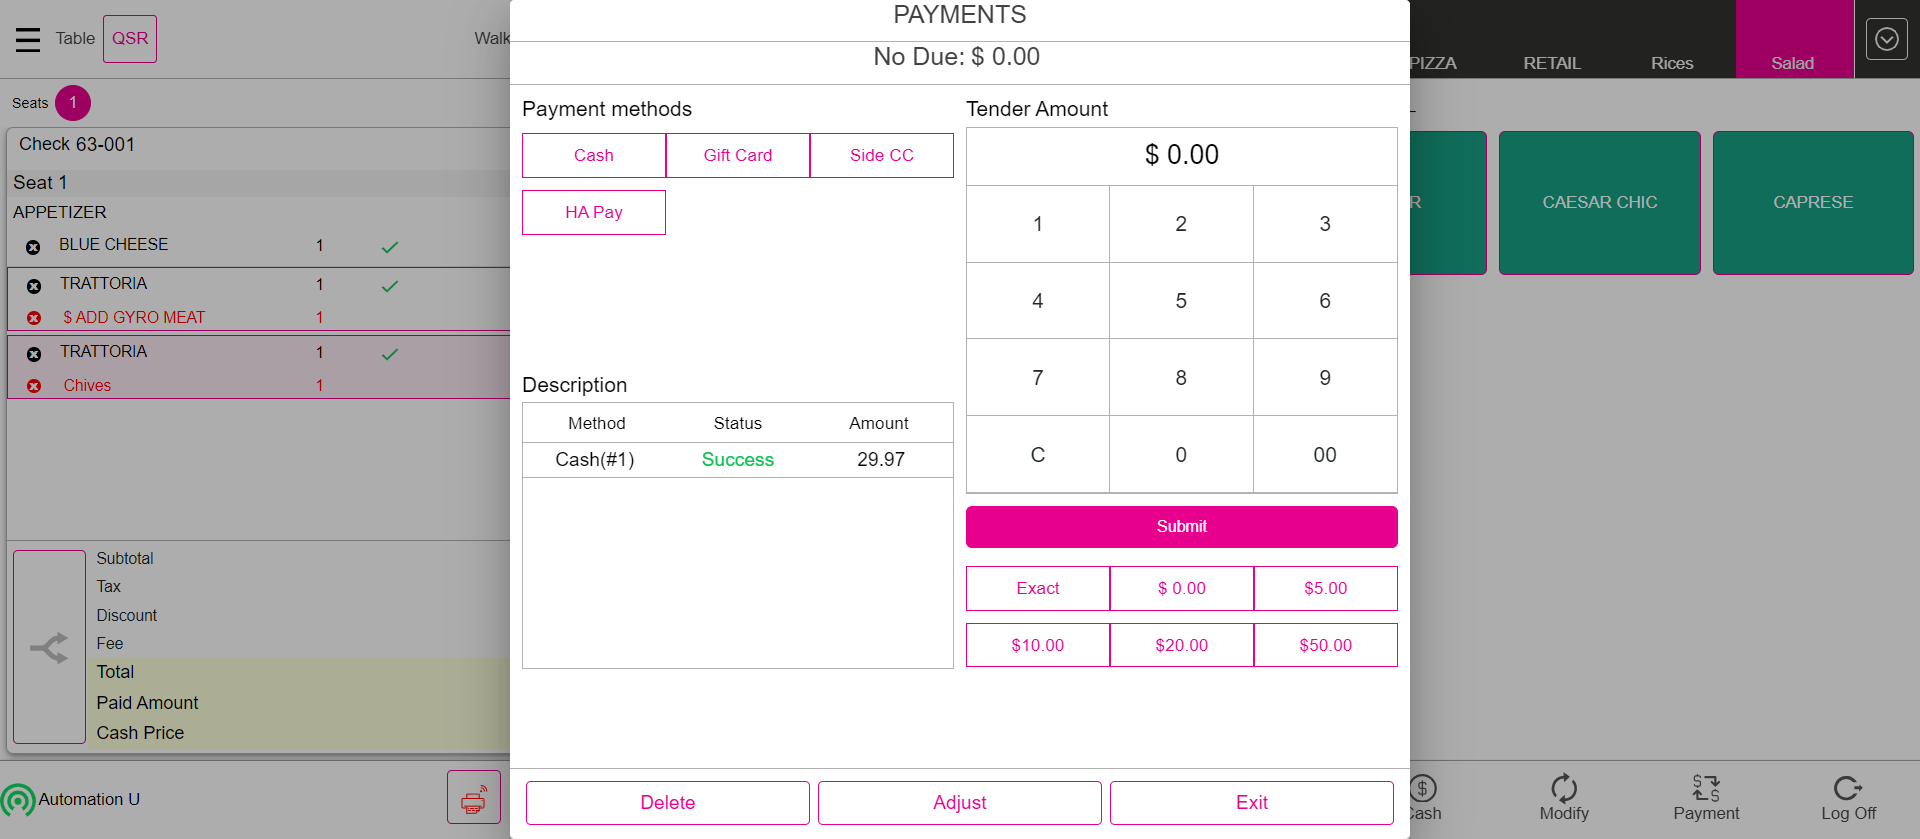 Table
QSR
Walk
Seats
1
Check 63-001
Seat 1
APPETIZER
BLUE CHEESE 1
TRATTORIA 1
$ ADD GYRO MEAT 1
TRATTORIA 1
Chives 1
Subtotal
Tax
Discount
Fee
Total
Paid Amount
Cash Price
Automation U
PAYMENTS
No Due: $ 0.00
Payment methods
Cash
Gift Card
Side CC
HA Pay
Description
Method Status Amount
Cash(#1) Success 29.97
Tender Amount
$ 0.00
1 2 3
4 5 6
7 8 9
C 0 00
Submit
Exact $ 0.00 $5.00
$10.00 $20.00 $50.00
Delete
Adjust
Exit
PIZZA
RETAIL
Rices
Salad
R
CAESAR CHIC
CAPRESE
Cash
Modify
Payment
Log Off